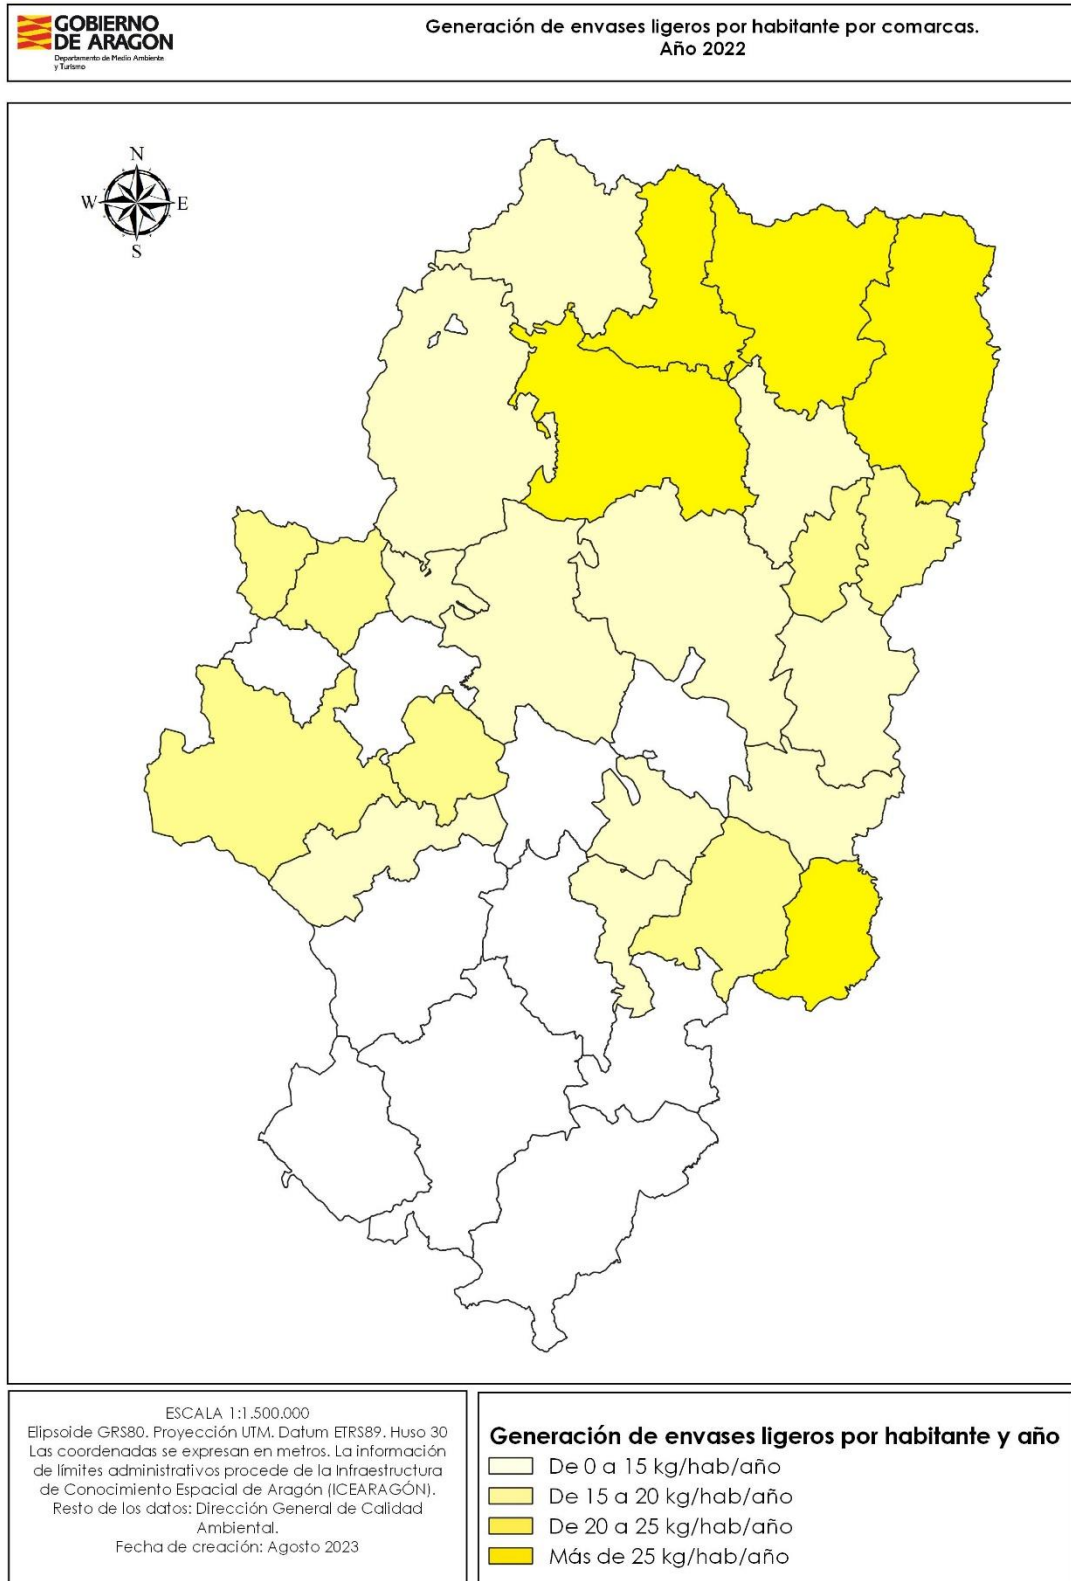 GOBIERNO
DE ARAGON
Departamento de Medio Ambiente
y Turismo
Generación de envases ligeros por habitante por comarcas.
Año 2022
N
W
E
S
ESCALA 1:1.500.000
Elipsoide GRS80. Proyección UTM. Datum ETRS89. Huso 30
Las coordenadas se expresan en metros. La información
de límites administrativos procede de la Infraestructura
de Conocimiento Espacial de Aragón (ICEARAGÓN).
Resto de los datos: Dirección General de Calidad
Ambiental.
Fecha de creación: Agosto 2023
Generación de envases ligeros por habitante y año
De 0 a 15 kg/hab/año
De 15 a 20 kg/hab/año
De 20 a 25 kg/hab/año
Más de 25 kg/hab/año